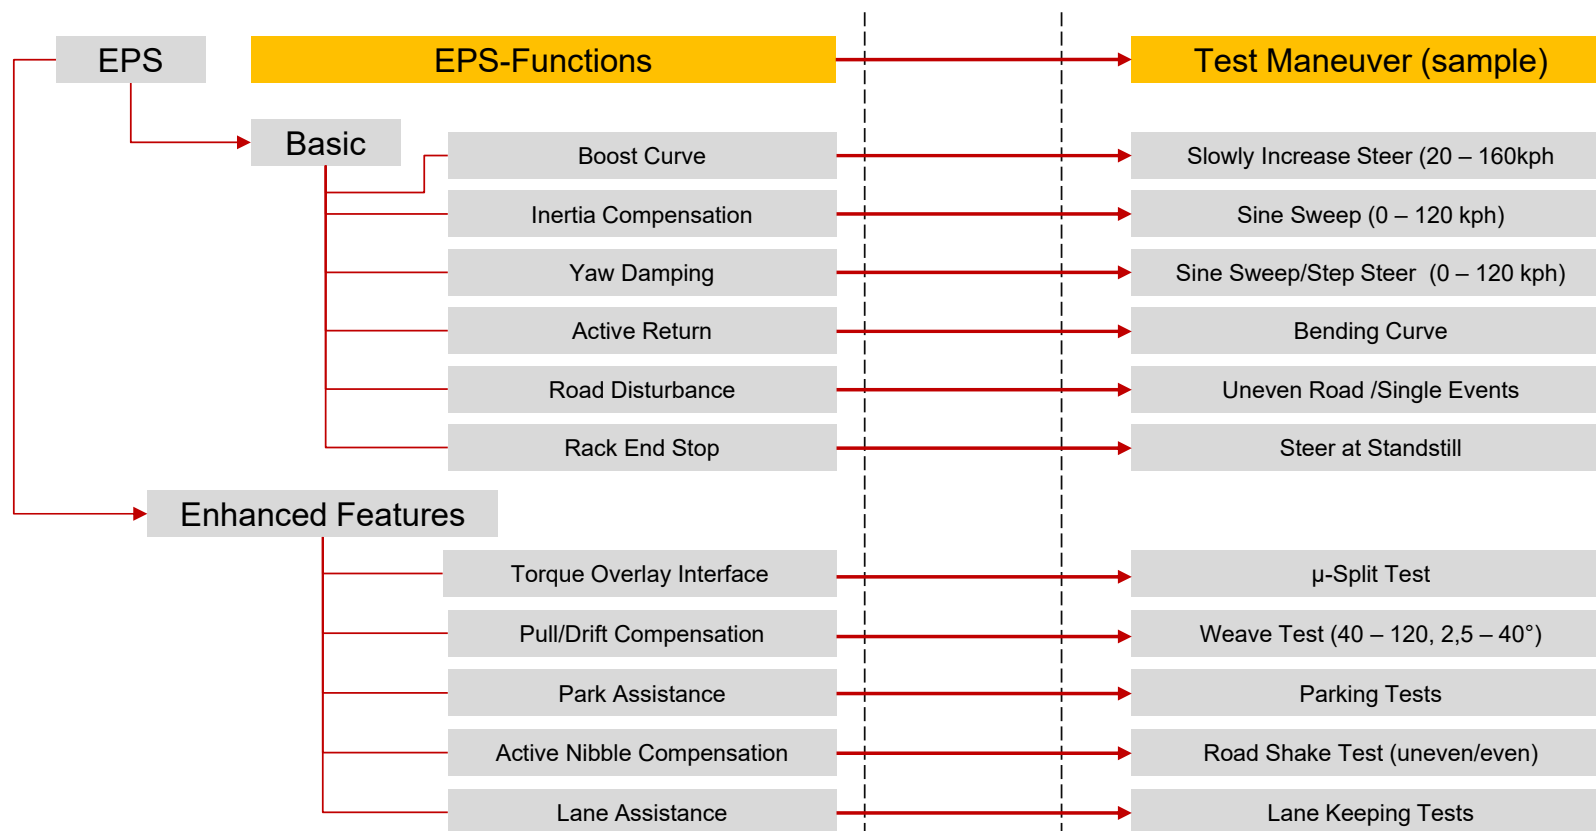 EPS
EPS-Functions
Test Maneuver (sample)
Basic
Boost Curve
Slowly Increase Steer (20 – 160kph
Inertia Compensation
Sine Sweep (0 – 120 kph)
Yaw Damping
Sine Sweep/Step Steer  (0 – 120 kph)
Active Return
Bending Curve
Road Disturbance
Uneven Road /Single Events
Rack End Stop
Steer at Standstill
Enhanced Features
Torque Overlay Interface
µ-Split Test
Pull/Drift Compensation
Weave Test (40 – 120, 2,5 – 40°)
Park Assistance
Parking Tests
Active Nibble Compensation
Road Shake Test (uneven/even)
Lane Assistance
Lane Keeping Tests